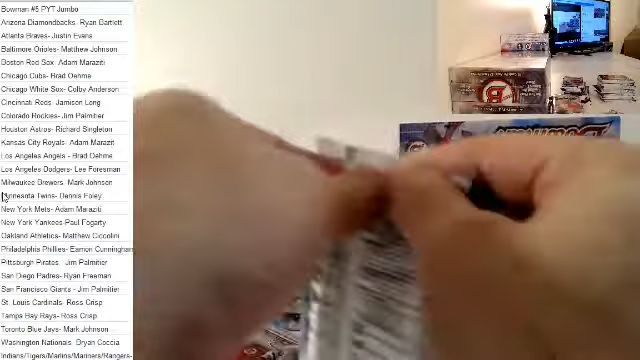 Bowman #5 PYT Jumbo
Arizona Diamondbacks- Ryan Bartlett
Atlanta Braves- Justin Evans
Baltimore Orioles- Matthew Johnson
Boston Red Sox- Adam Maraziti
Chicago Cubs- Brad Oehme
Chicago White Sox- Colby Anderson
Cincinnati Reds- Jamison Long
Colorado Rockies- Jim Palmitier
Houston Astros- Richard Singleton
Kansas City Royals- Adam Marazit
Los Angeles Angels- Brad Oehme
Los Angeles Dodgers- Lee Foresman
Milwaukee Brewers- Mark Johnson
Minnesota Twins- Dennis Foley
New York Mets- Adam Maraziti
New York Yankees-Paul Fogarty
Oakland Athletics- Matthew Ciccolini
Philadelphia Phillies- Eamon Cunningham
Pittsburgh Pirates - Jim Palmitier
San Diego Padres- Ryan Freeman
San Francisco Giants - Jim Palmitier
St. Louis Cardinals- Ross Crisp
Tampa Bay Rays- Ross Crisp
Toronto Blue Jays- Mark Johnson
Washington Nationals- Bryan Coccia
Indians/Tigers/Marlins/Mariners/Rangers-